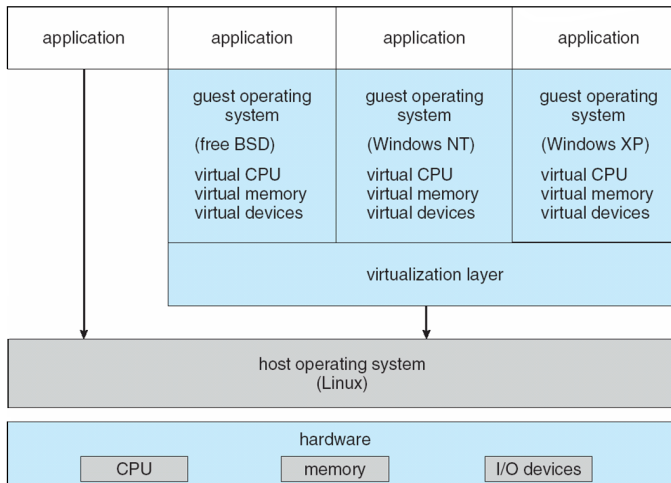 application
application
application
application
guest operating
system
(free BSD)
virtual CPU
virtual memory
virtual devices
guest operating
system
(Windows NT)
virtual CPU
virtual memory
virtual devices
guest operating
system
(Windows XP)
virtual CPU
virtual memory
virtual devices
virtualization layer
host operating system
(Linux)
hardware
CPU
memory
I/O devices